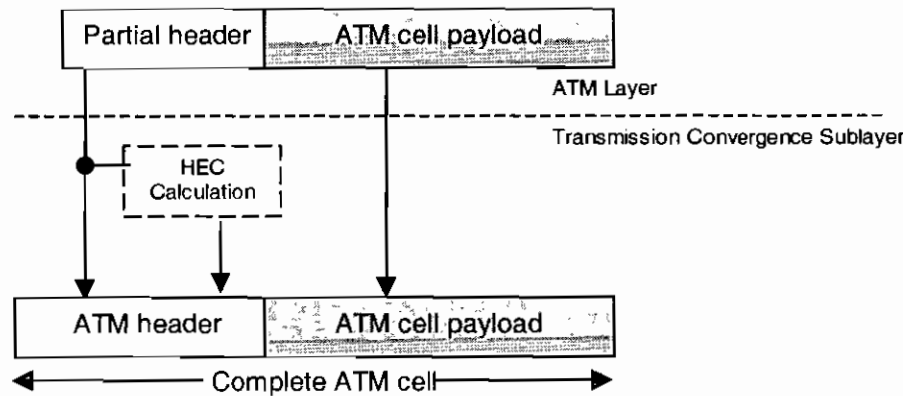 Partial header
ATM cell payload
ATM Layer
Transmission Convergence Sublayer
HEC
Calculation
ATM header
ATM cell payload
Complete ATM cell